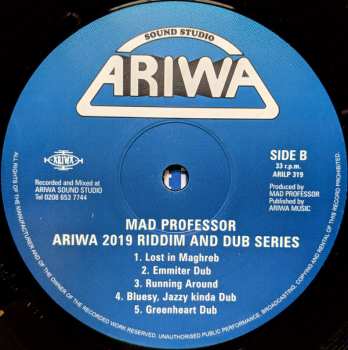 SOUND STUDIO
ARIWA
ARIWA
Recorded and Mixed at
ARIWA SOUND STUDIO
Tel 0208 653 7744
SIDE B
33 r.p.m.
ARILP 319
Produced by
MAD PROFESSOR
Published by
ARIWA MUSIC
MAD PROFESSOR
ARIWA 2019 RIDDIM AND DUB SERIES
1. Lost in Maghreb
2. Emmiter Dub
3. Running Around
4. Bluesy, Jazzy kinda Dub
5. Greenheart Dub
ALL RIGHTS OF THE MANUFACTURER AND OF THE OWNER OF THE RECORDED WORK RESERVED. UNAUTHORISED PUBLIC PERFORMANCE, BROADCASTING, COPYING AND RENTAL OF THIS RECORD PROHIBITED.